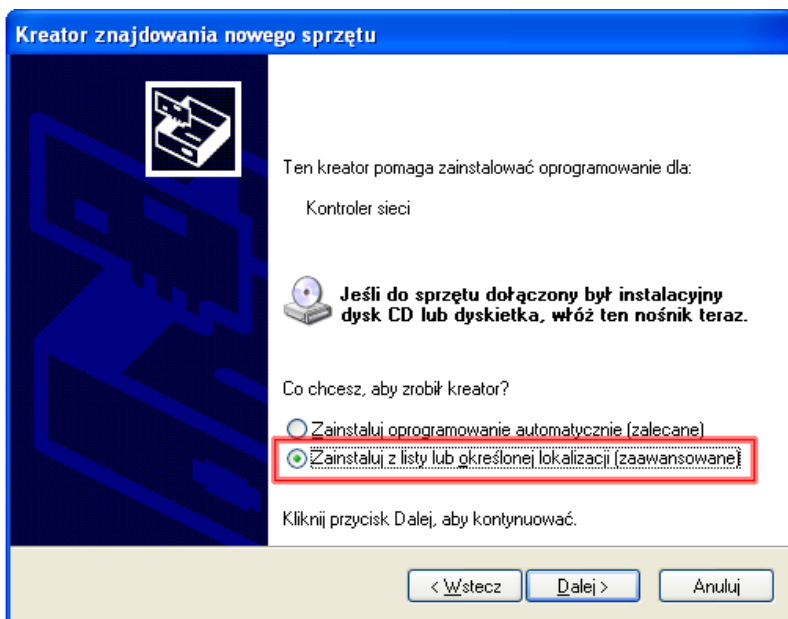 Kreator znajdowania nowego sprzętu
Ten kreator pomaga zainstalować oprogramowanie dla:
Kontroler sieci
Jeśli do sprzętu dołączony był instalacyjny
dysk CD lub dyskietka, włóż ten nośnik teraz.
Co chcesz, aby zrobił kreator?
Zainstaluj oprogramowanie automatycznie (zalecane)
Zainstaluj z listy lub określonej lokalizacji (zaawansowane)
Kliknij przycisk Dalej, aby kontynuować.
< Wstecz Dalej > Anuluj